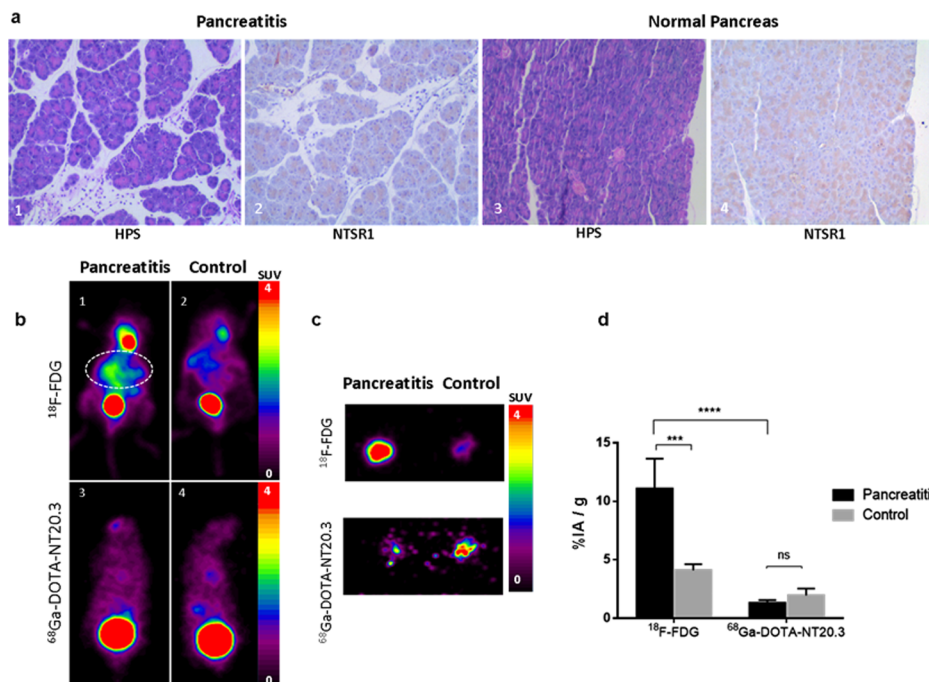 a
Pancreatitis
Normal Pancreas
1
2
3
4
HPS
NTSR1
HPS
NTSR1
b
Pancreatitis
Control
SUV
1
2
4
0
¹⁸F-FDG
3
4
4
0
⁶⁸Ga-DOTA-NT20.3
c
Pancreatitis
Control
SUV
4
0
¹⁸F-FDG
⁶⁸Ga-DOTA-NT20.3
d
****
***
ns
%IA / g
15
10
5
0
¹⁸F-FDG
⁶⁸Ga-DOTA-NT20.3
Pancreatiti
Control